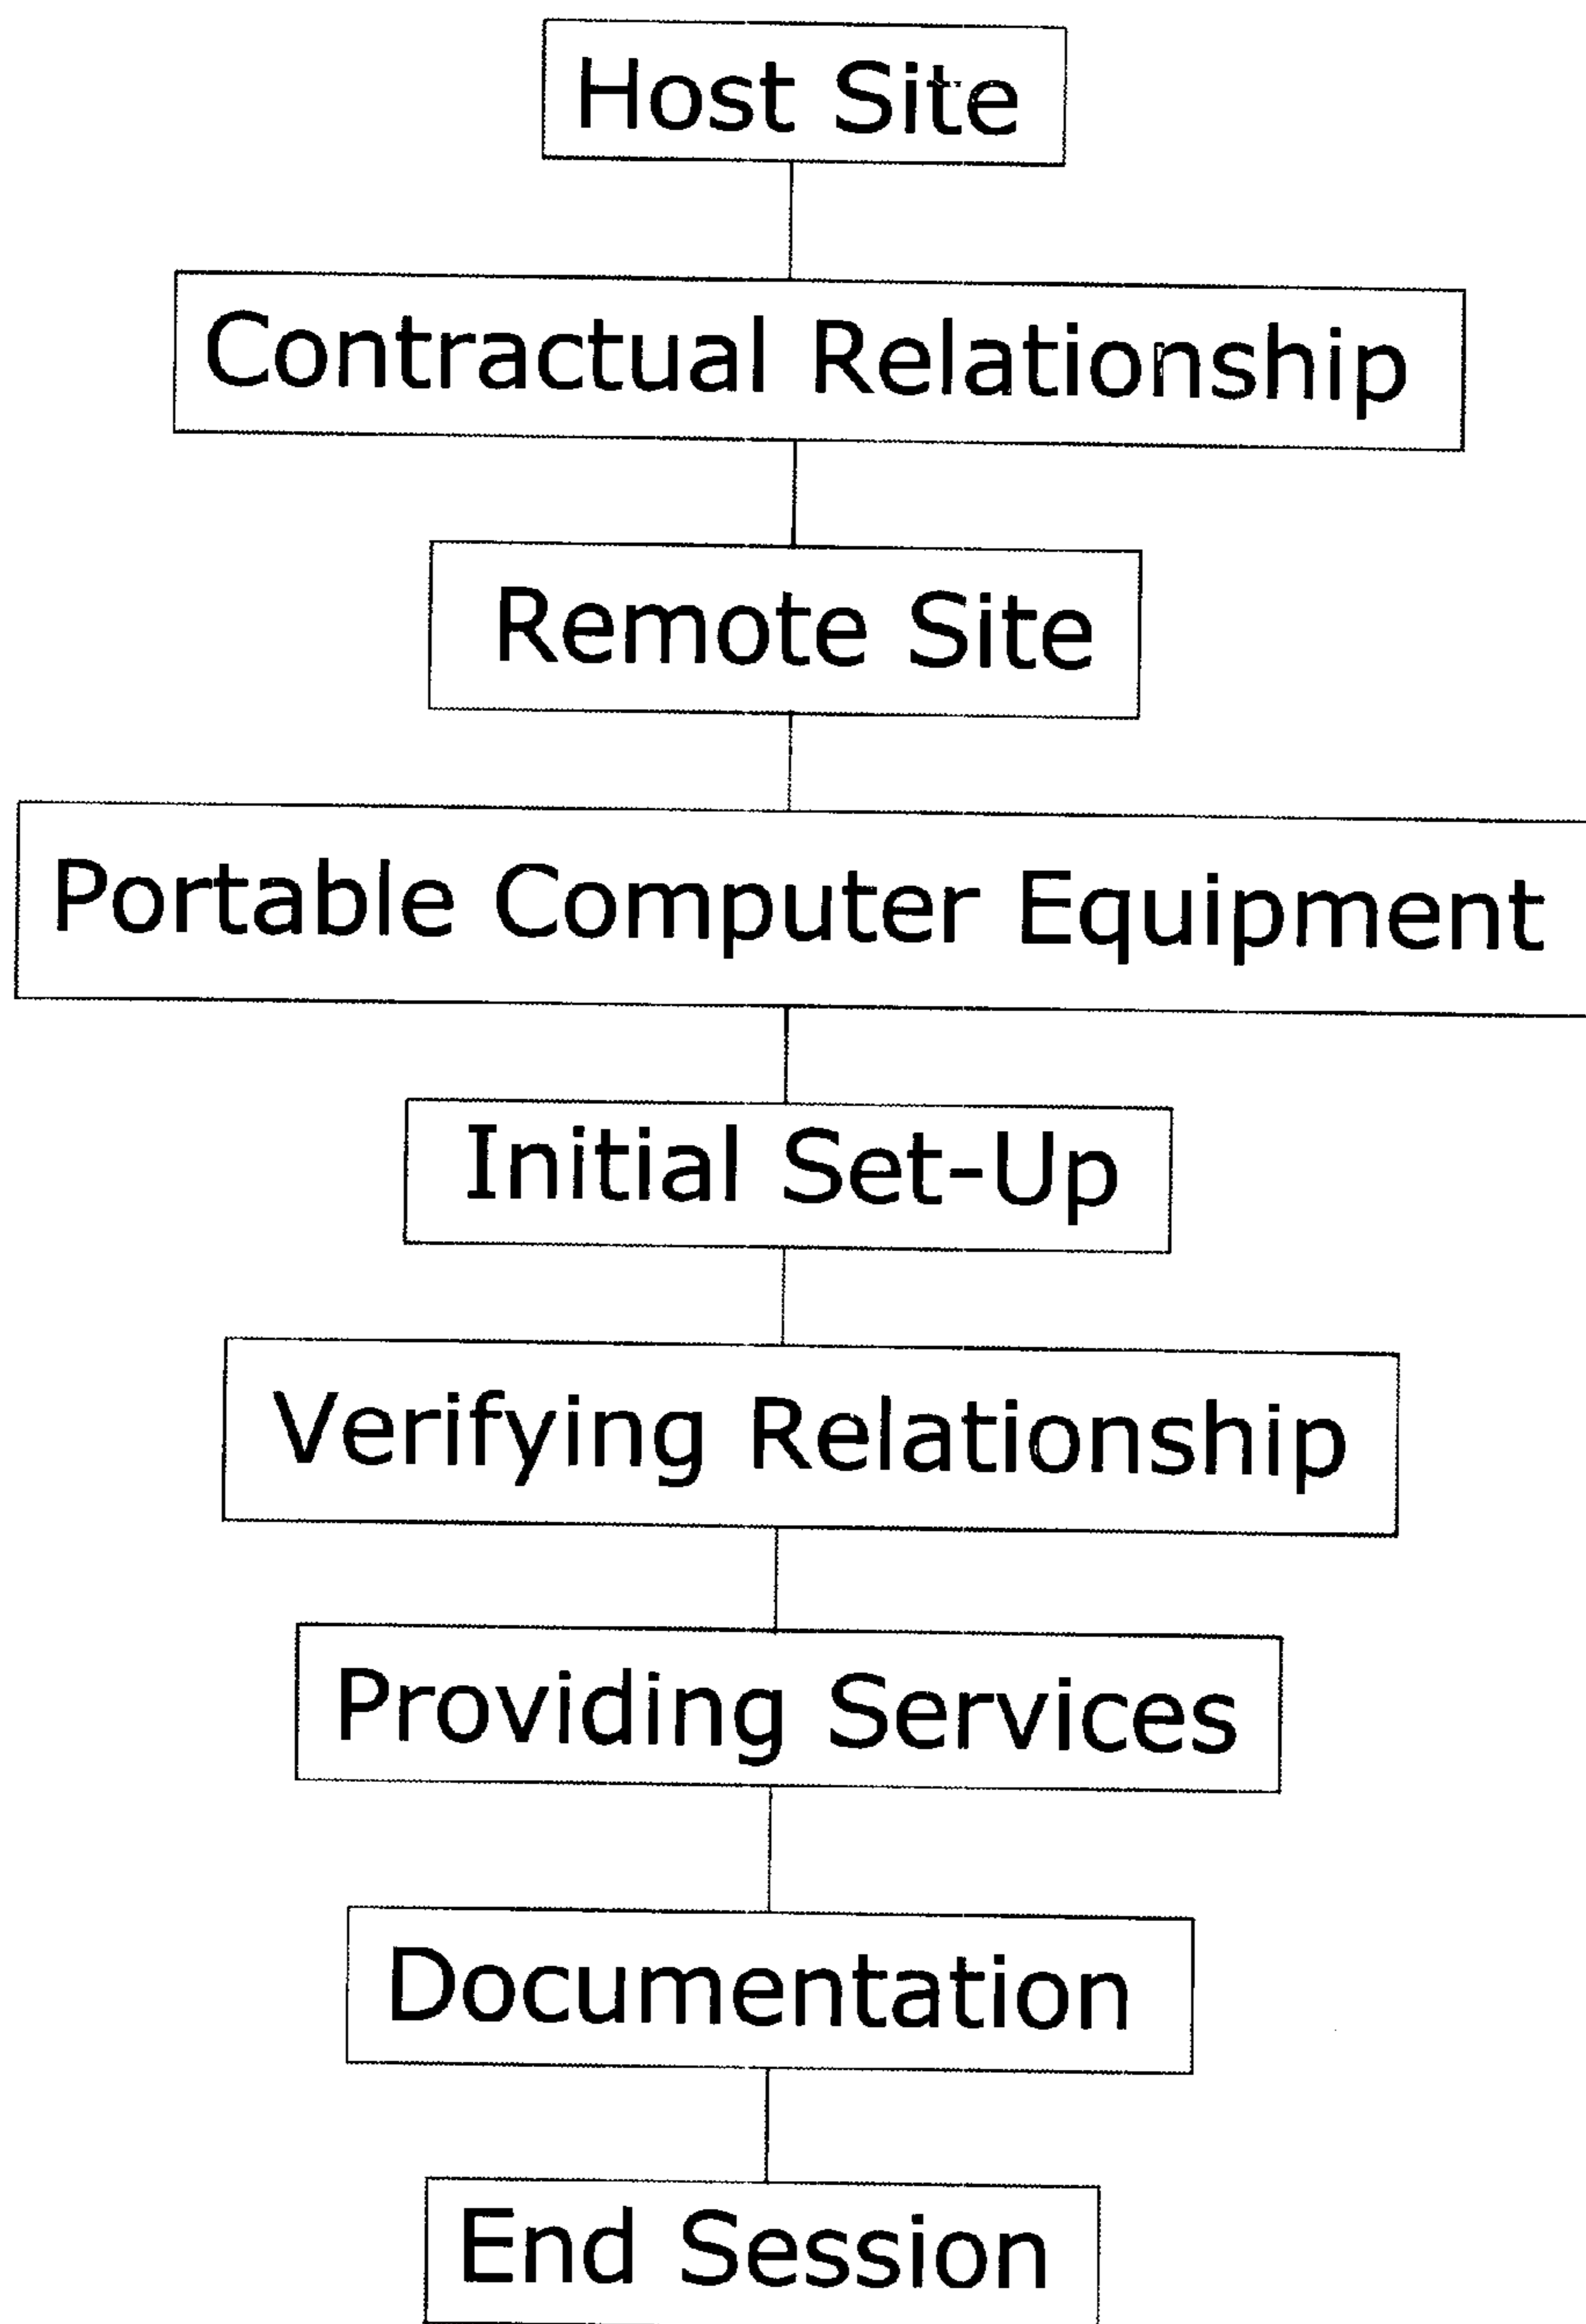 Host Site
Contractual Relationship
Remote Site
Portable Computer Equipment
Initial Set-Up
Verifying Relationship
Providing Services
Documentation
End Session